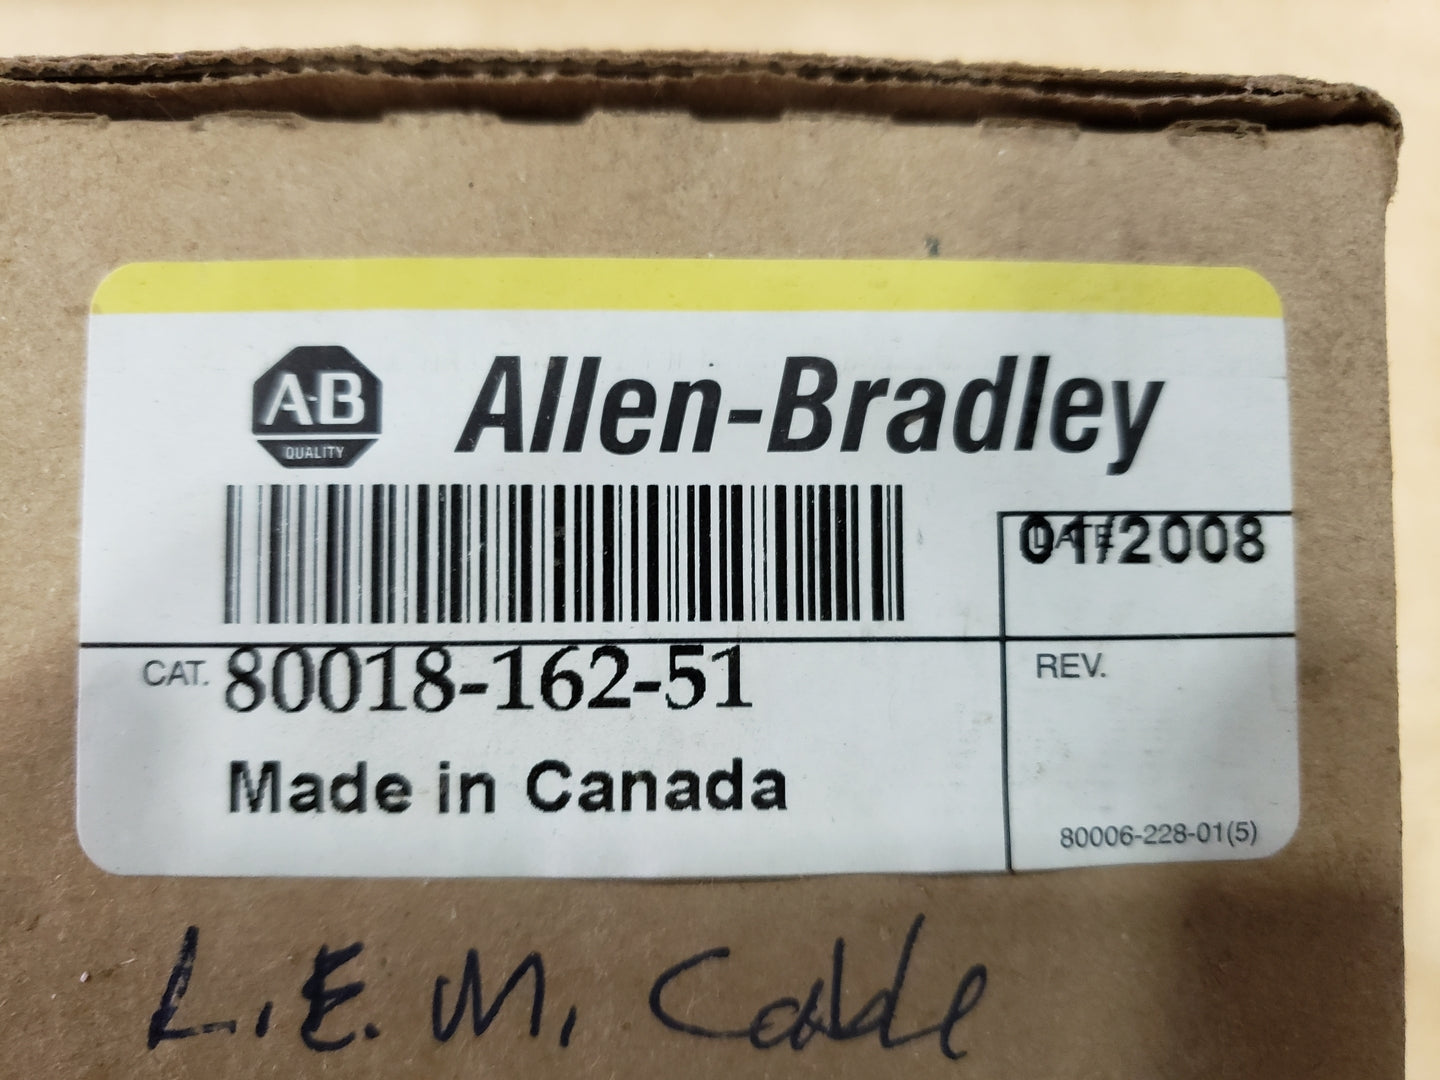 A-B
QUALITY
Allen-Bradley
DATE
01/2008
CAT. 80018-162-51
REV.
Made in Canada
80006-228-01(5)
L.E.M. Cable